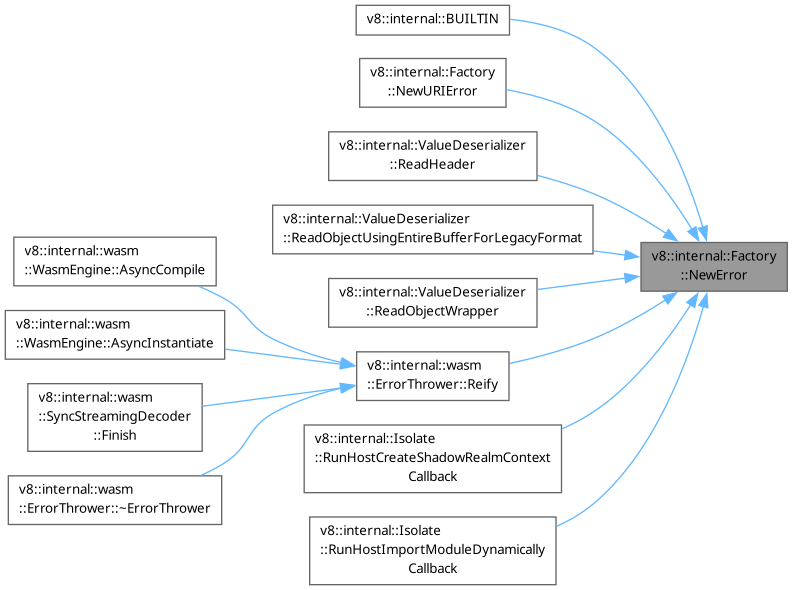 v8::internal::BUILTIN
v8::internal::Factory
::NewURIError
v8::internal::ValueDeserializer
::ReadHeader
v8::internal::ValueDeserializer
::ReadObjectUsingEntireBufferForLegacyFormat
v8::internal::Factory
::NewError
v8::internal::wasm
::WasmEngine::AsyncCompile
v8::internal::ValueDeserializer
::ReadObjectWrapper
v8::internal::wasm
::WasmEngine::AsyncInstantiate
v8::internal::wasm
::ErrorThrower::Reify
v8::internal::wasm
::SyncStreamingDecoder
::Finish
v8::internal::Isolate
::RunHostCreateShadowRealmContext
Callback
v8::internal::wasm
::ErrorThrower::~ErrorThrower
v8::internal::Isolate
::RunHostImportModuleDynamically
Callback